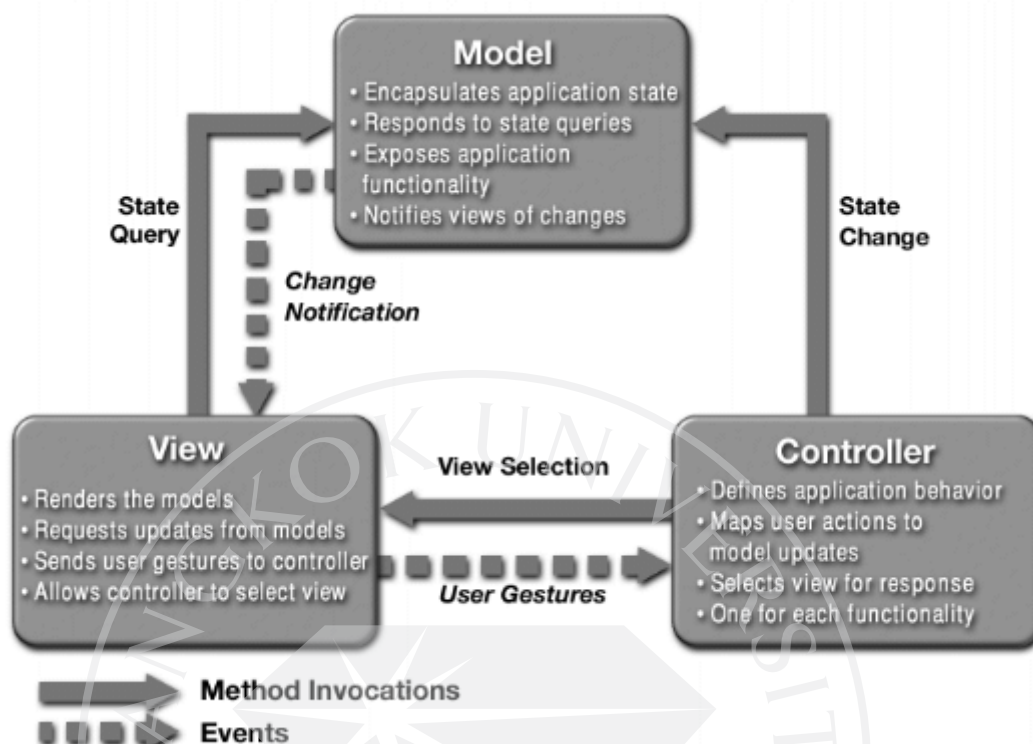 Model
• Encapsulates application state
• Responds to state queries
• Exposes application
functionality
• Notifies views of changes
State
Query
Change
Notification
State
Change
View
• Renders the models
• Requests updates from models
• Sends user gestures to controller
• Allows controller to select view
View Selection
User Gestures
Controller
• Defines application behavior
• Maps user actions to
model updates
• Selects view for response
• One for each functionality
Method Invocations
Events